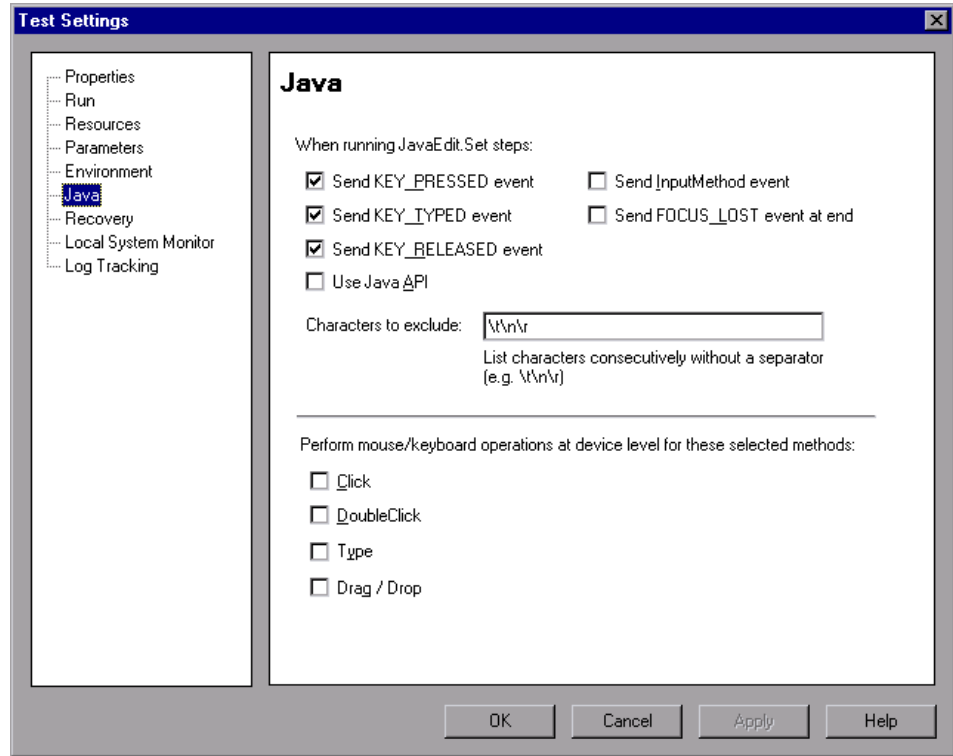 Test Settings
Properties
Run
Resources
Parameters
Environment
Java
Recovery
Local System Monitor
Log Tracking
Java
When running JavaEdit.Set steps:
Send KEY_PRESSED event
Send InputMethod event
Send KEY_TYPED event
Send FOCUS_LOST event at end
Send KEY_RELEASED event
Use Java API
Characters to exclude: \t\n\r
List characters consecutively without a separator
(e.g. \t\n\r)
Perform mouse/keyboard operations at device level for these selected methods:
Click
DoubleClick
Type
Drag / Drop
OK Cancel Apply Help